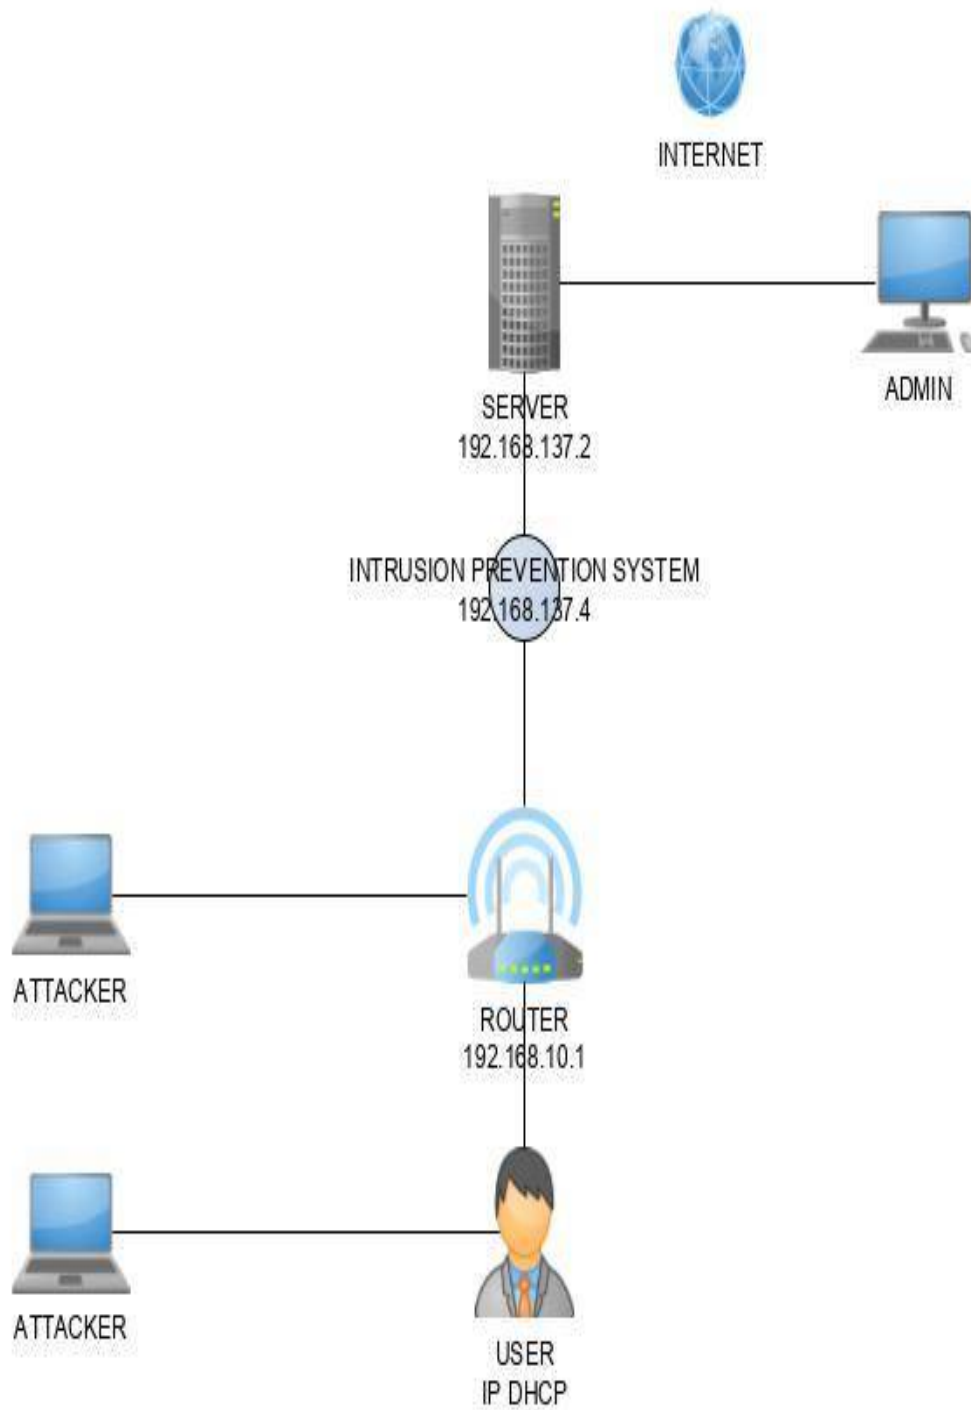 INTERNET
ADMIN
SERVER
192.168.137.2
INTRUSION PREVENTION SYSTEM
192.168.137.4
ATTACKER
ROUTER
192.168.10.1
ATTACKER
USER
IP DHCP